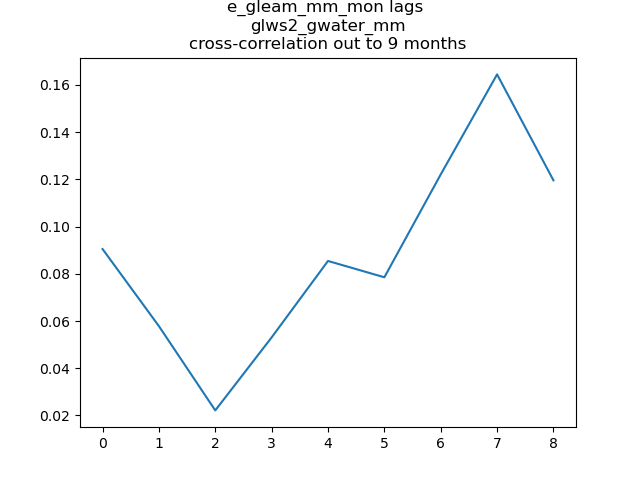 e_gleam_mm_mon lags
glws2_gwater_mm
cross-correlation out to 9 months
0.16
0.14
0.12
0.10
0.08
0.06
0.04
0.02
0 1 2 3 4 5 6 7 8